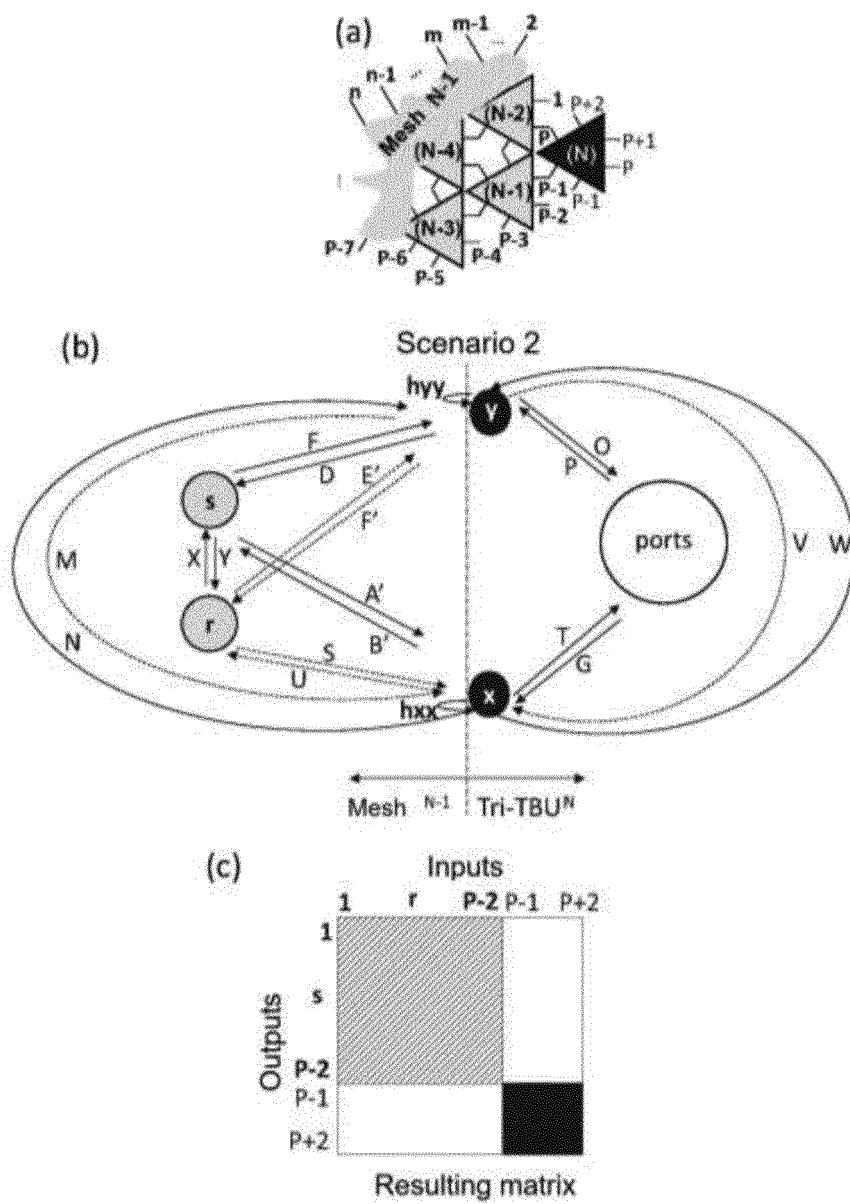 (a)
m
m-1
...
2
n-1
...
n
Mesh N-1
(N-2)
1
P+2
P
(N)
P+1
P
(N-4)
(N-1)
P-1
P-1
P-2
(N-3)
P-3
P-7
P-6
P-4
P-5
(b)
Scenario 2
hyy
y
F
O
D
E'
P
s
F'
ports
M
X
Y
V
W
A'
r
B'
T
N
S
G
U
x
hxx
Mesh N-1
Tri-TBU N
(c)
Inputs
1
r
P-2
P-1
P+2
1
s
Outputs
P-2
P-1
P+2
Resulting matrix